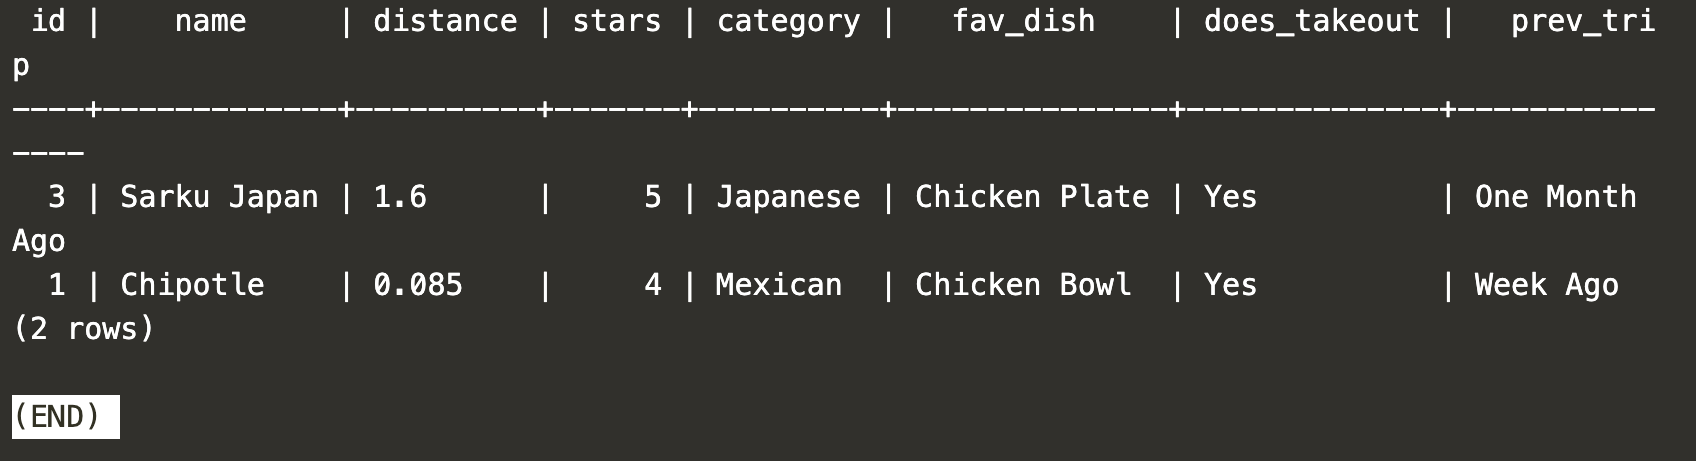 id |    name     | distance | stars | category |   fav_dish    | does_takeout |   prev_tri
p
----+-------------+----------+-------+----------+---------------+--------------+-----------
----
  3 | Sarku Japan | 1.6      |     5 | Japanese | Chicken Plate | Yes          | One Month
Ago
  1 | Chipotle    | 0.085    |     4 | Mexican  | Chicken Bowl  | Yes          | Week Ago
(2 rows)

(END)